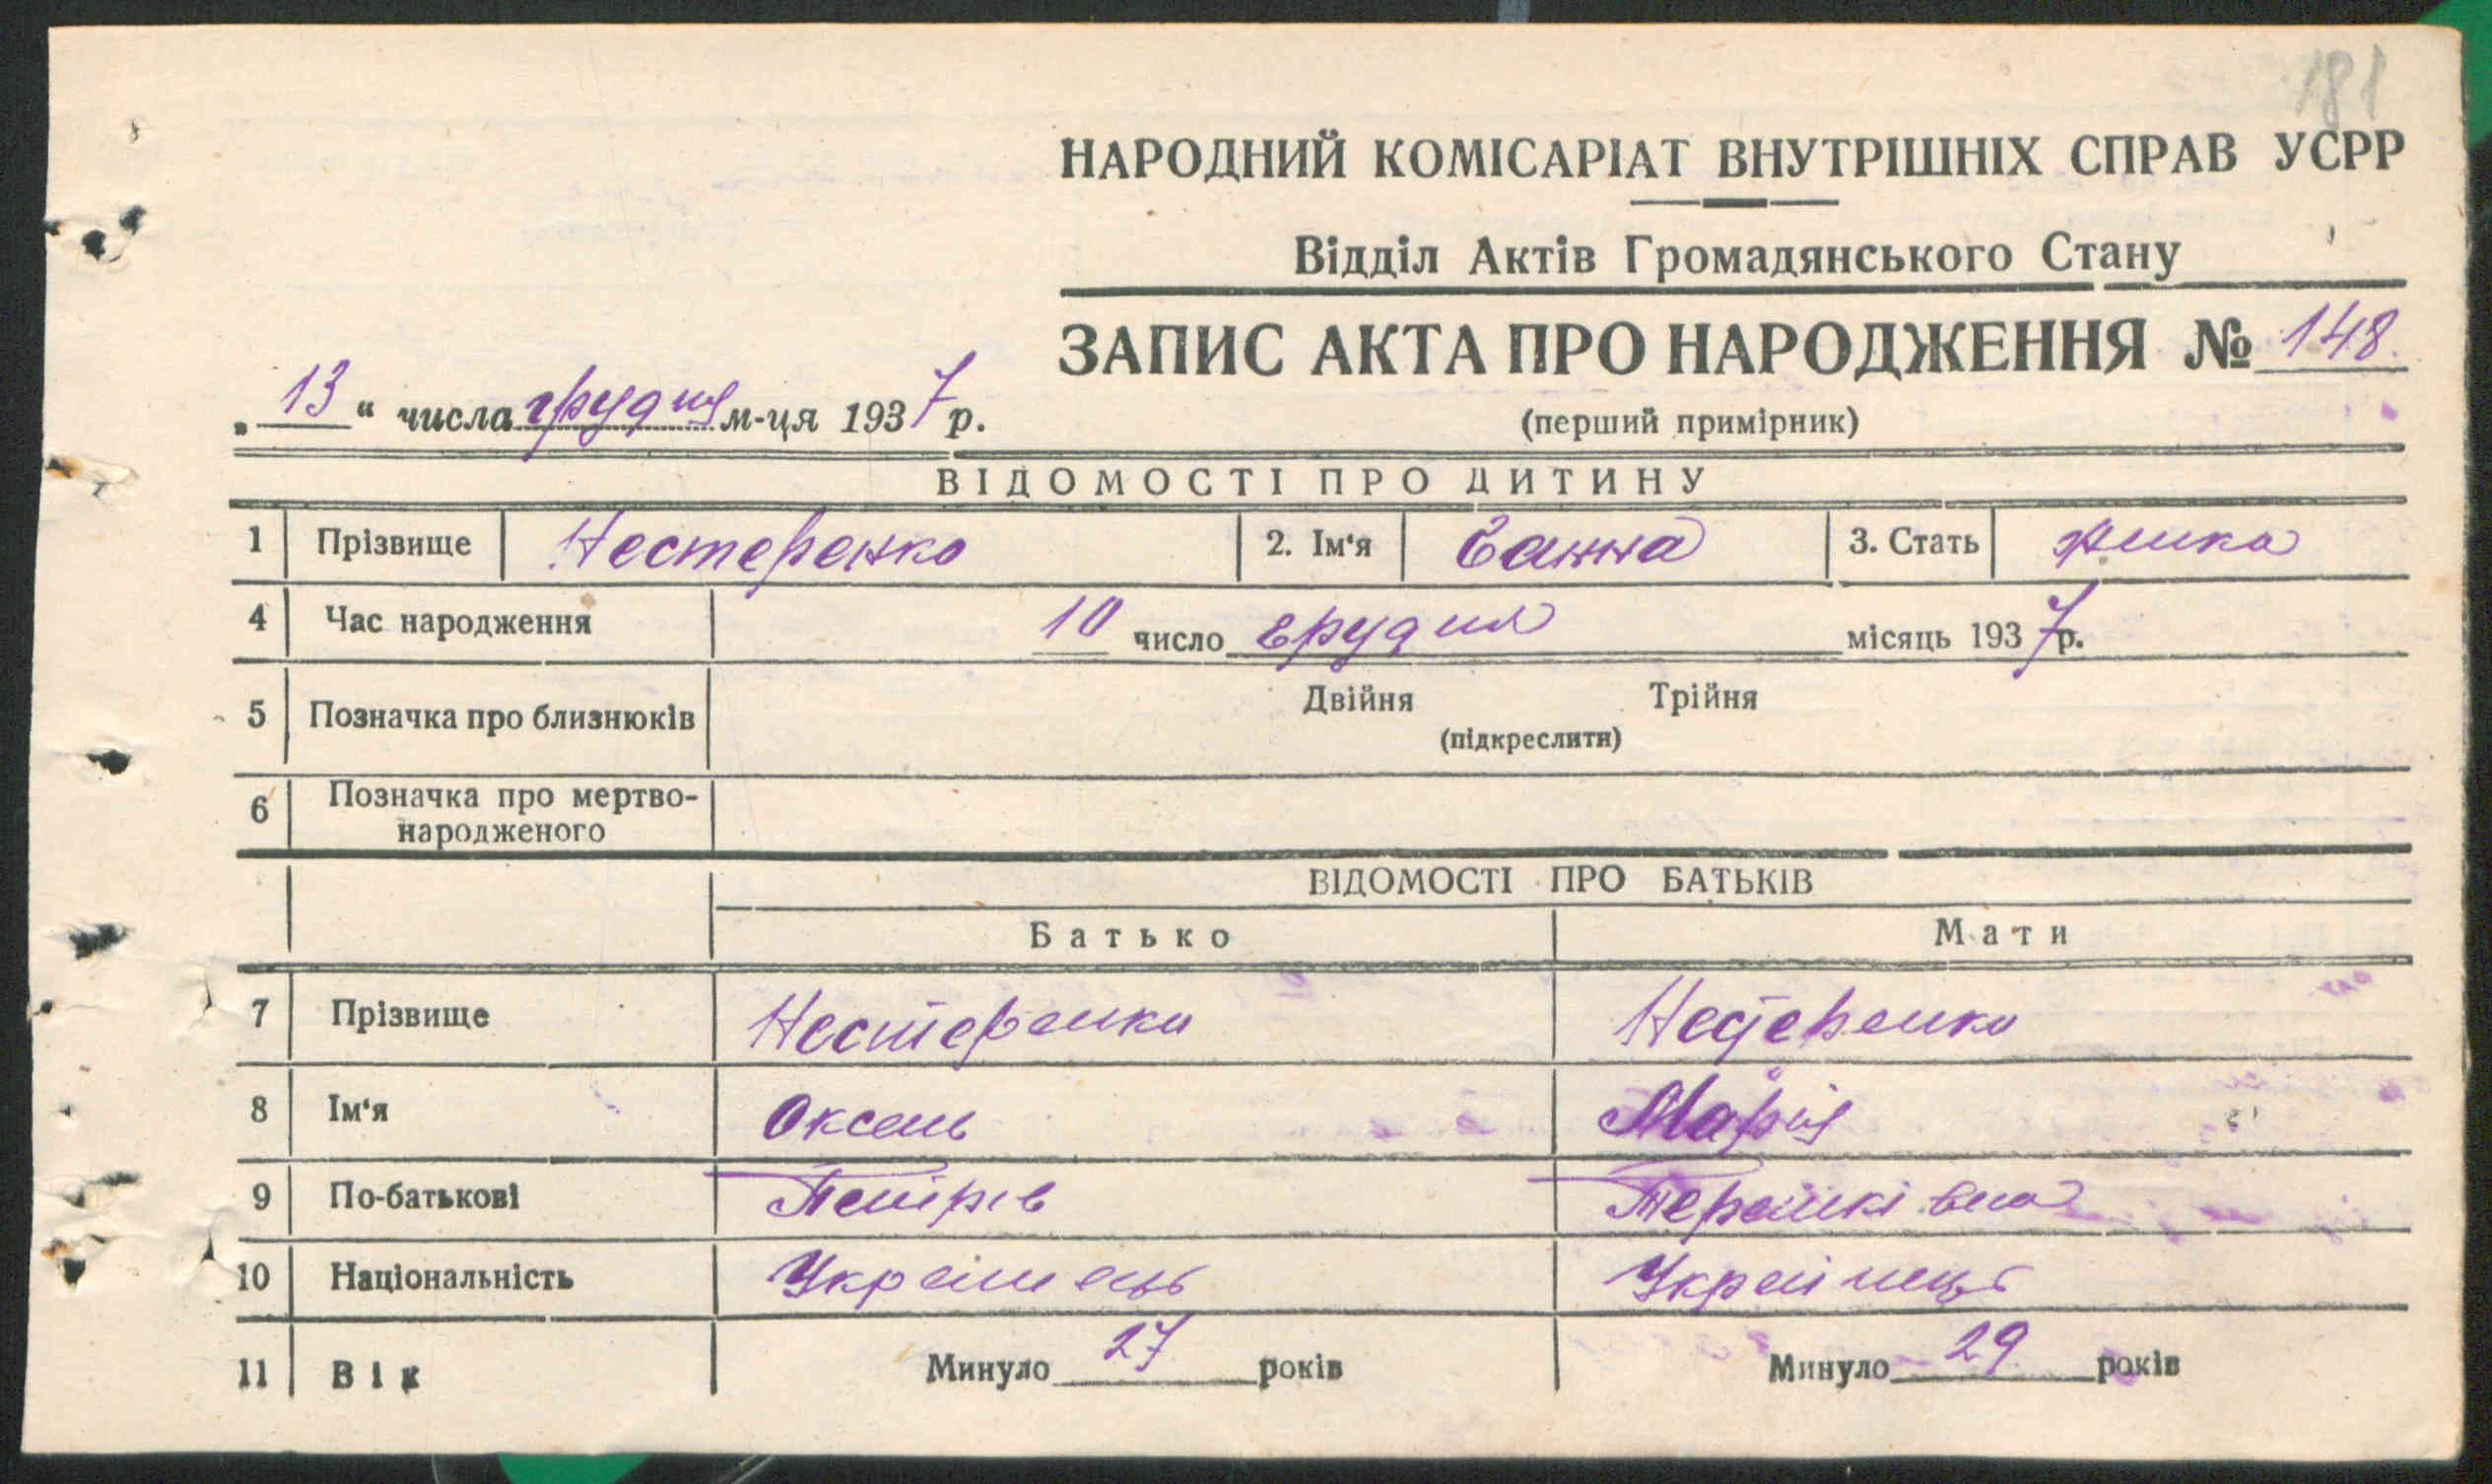 181
НАРОДНИЙ КОМІСАРІАТ ВНУТРІШНІХ СПРАВ УСРР
Відділ Актів Громадянського Стану
ЗАПИС АКТА ПРО НАРОДЖЕННЯ № 148
„13“ числа грудня м-ця 1937 р.
(перший примірник)
ВІДОМОСТІ ПРО ДИТИНУ
1 Прізвище Нестеренко 2. Ім'я Ганна 3. Стать
4 Час народження 10 число грудня місяць 1937 р.
5 Позначка про близнюків Двійня Трійня
(підкреслити)
6 Позначка про мертво-
народженого
ВІДОМОСТІ ПРО БАТЬКІВ
Батько Мати
7 Прізвище Нестеренко Нестеренко
8 Ім'я Оксень Марія
9 По-батькові Петрів
10 Національність Українець Українець
11 Вік Минуло 27 років Минуло 29 років